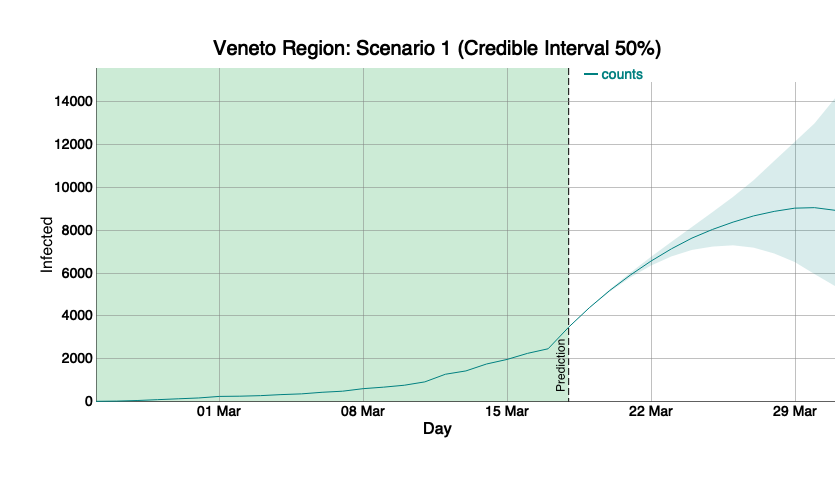 Veneto Region: Scenario 1 (Credible Interval 50%)
counts
14000
12000
10000
8000
6000
4000
2000
0
Infected
Prediction
01 Mar
08 Mar
15 Mar
22 Mar
29 Mar
Day